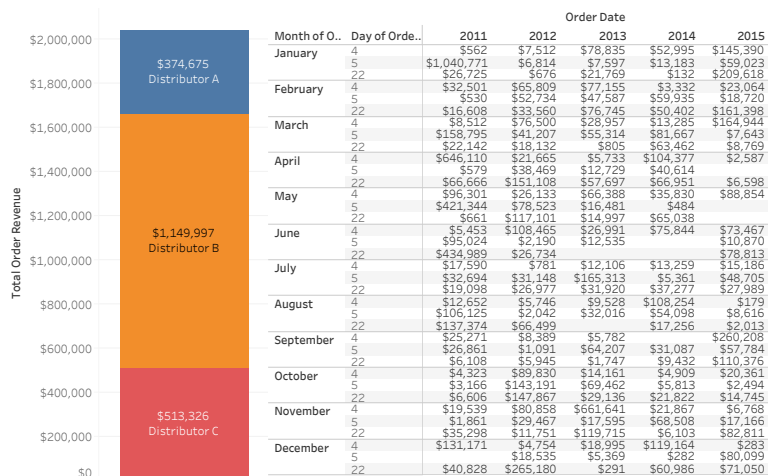 Total Order Revenue
$2,000,000
$1,800,000
$1,600,000
$1,400,000
$1,200,000
$1,000,000
$800,000
$600,000
$400,000
$200,000
$0
$374,675
Distributor A
$1,149,997
Distributor B
$513,326
Distributor C
Order Date
Month of O.. Day of Orde.. 2011 2012 2013 2014 2015
January 4 $562 $7,512 $78,835 $52,995 $145,390
5 $1,040,771 $6,814 $7,597 $13,183 $59,023
22 $26,725 $676 $21,769 $132 $209,618
February 4 $32,501 $65,809 $77,155 $3,332 $23,064
5 $530 $52,734 $47,587 $59,935 $18,720
22 $16,608 $33,560 $76,745 $50,402 $161,398
March 4 $8,512 $76,500 $28,957 $13,285 $164,944
5 $158,795 $41,207 $55,314 $81,667 $7,643
22 $22,142 $18,132 $805 $63,462 $8,769
April 4 $646,110 $21,665 $5,733 $104,377 $2,587
5 $579 $38,469 $12,729 $40,614
22 $66,666 $151,108 $57,697 $66,951 $6,598
May 4 $96,301 $26,133 $66,388 $35,830 $88,854
5 $421,344 $78,523 $16,481 $484
22 $661 $117,101 $14,997 $65,038
June 4 $5,453 $108,465 $26,991 $75,844 $73,467
5 $95,024 $2,190 $12,535 $10,870
22 $434,989 $26,734 $78,813
July 4 $17,590 $781 $12,106 $13,259 $15,186
5 $32,694 $31,148 $165,313 $5,361 $48,705
22 $19,098 $26,977 $31,920 $37,277 $27,989
August 4 $12,652 $5,746 $9,528 $108,254 $179
5 $106,125 $2,042 $32,016 $54,098 $8,616
22 $137,374 $66,499 $17,256 $2,013
September 4 $25,271 $8,389 $5,782 $260,208
5 $26,861 $1,091 $64,207 $31,087 $57,784
22 $6,108 $5,945 $1,747 $9,432 $110,376
October 4 $4,323 $89,830 $14,161 $4,909 $20,361
5 $3,166 $143,191 $69,462 $5,813 $2,494
22 $6,606 $147,867 $29,136 $21,822 $14,745
November 4 $19,539 $80,858 $661,641 $21,867 $6,768
5 $1,861 $29,467 $17,595 $68,508 $17,166
22 $35,298 $11,751 $119,715 $6,103 $82,811
December 4 $131,171 $4,754 $18,995 $119,164 $283
5 $18,535 $5,369 $282 $80,099
22 $40,828 $265,180 $291 $60,986 $71,050